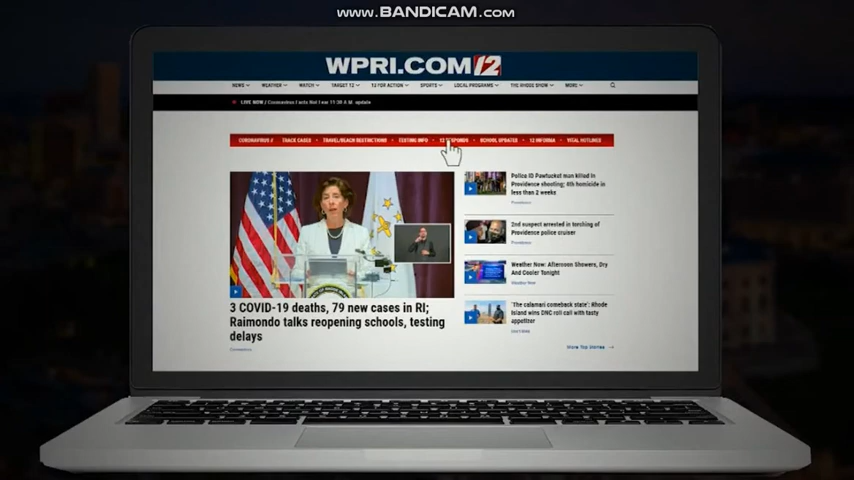 WWW.BANDICAM.COM
WPRI.COM 12
NEWS WEATHER WATCH TARGET 12 12 FOR ACTION SPORTS LOCAL PROGRAMS THE RHODE SHOW MORE
LIVE NOW //
CORONAVIRUS // TRACK CASES • TRAVEL/BEACH RESTRICTIONS • TESTING INFO • SCHOOL UPDATES • 12 INFORMA • VITAL HOTLINES
3 COVID-19 deaths, 79 new cases in RI;
Raimondo talks reopening schools, testing
delays
Coronavirus
Police ID Pawtucket man killed in
Providence shooting; 8th homicide in
less than 2 weeks
Providence
2nd suspect arrested in torching of
Providence police cruiser
Providence
Weather Now: Afternoon Showers, Dry
And Cooler Tonight
Weather Now
'The calamari comeback state': Rhode
Island wins DNC roll call with tasty
appetizer
More Top Stories →